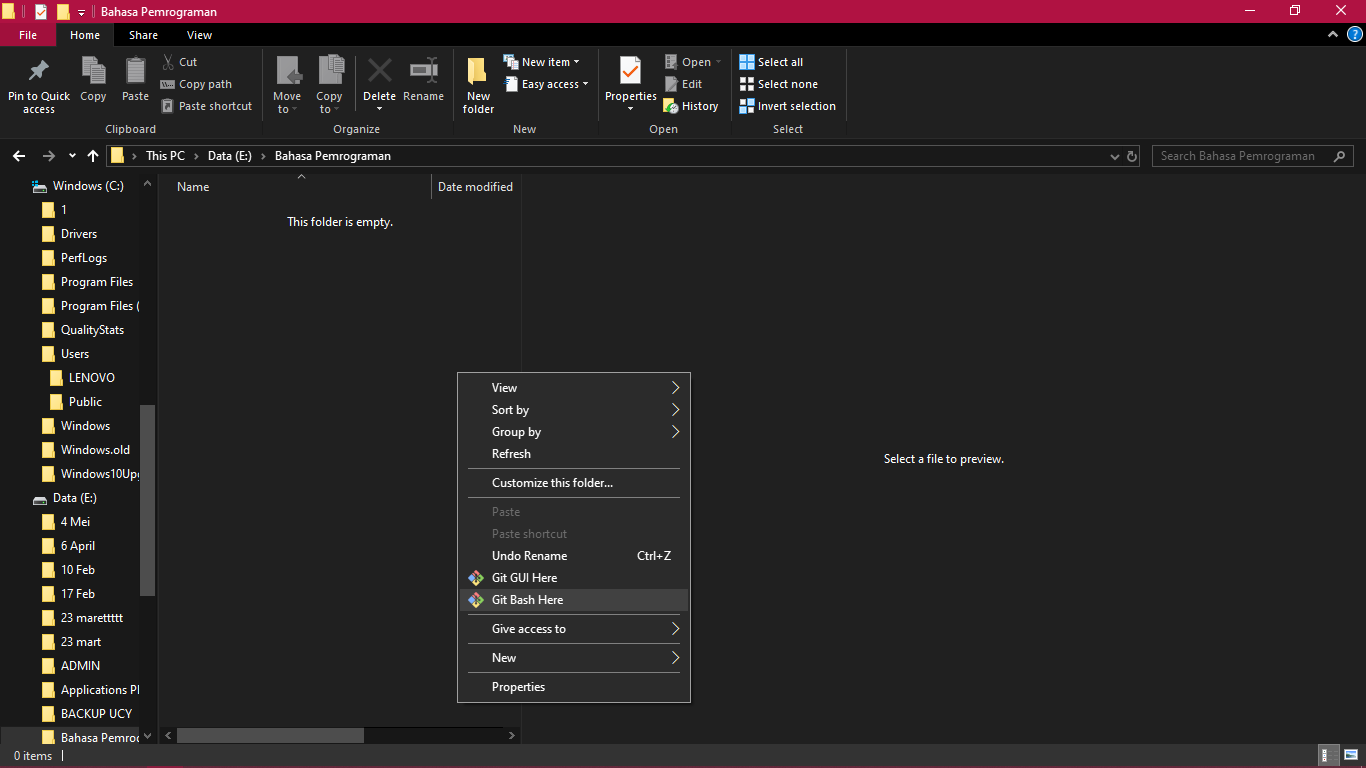 Bahasa Pemrograman
File Home Share View
Pin to Quick access
Copy
Paste
Cut
Copy path
Paste shortcut
Clipboard
Move to
Copy to
Delete
Rename
Organize
New folder
New item
Easy access
New
Properties
Open
Edit
History
Open
Select all
Select none
Invert selection
Select
This PC > Data (E:) > Bahasa Pemrograman
Search Bahasa Pemrograman
Windows (C:)
1
Drivers
PerfLogs
Program Files
Program Files (
QualityStats
Users
LENOVO
Public
Windows
Windows.old
Windows10Upg
Data (E:)
4 Mei
6 April
10 Feb
17 Feb
23 marettttt
23 mart
ADMIN
Applications Pl
BACKUP UCY
Bahasa Pemroc
Name Date modified
This folder is empty.
View
Sort by
Group by
Refresh
Customize this folder...
Paste
Paste shortcut
Undo Rename Ctrl+Z
Git GUI Here
Git Bash Here
Give access to
New
Properties
Select a file to preview.
0 items